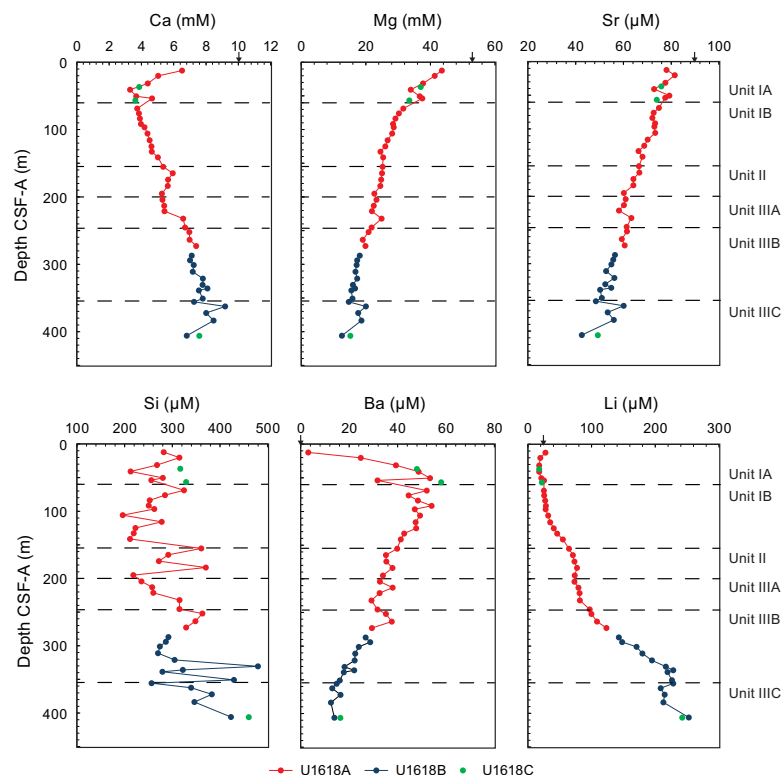 Ca (mM)
Mg (mM)
Sr (µM)
0 2 4 6 8 10 12
0 20 40 60
20 40 60 80 100
0
100
200
300
400
Depth CSF-A (m)
Unit IA
Unit IB
Unit II
Unit IIIA
Unit IIIB
Unit IIIC
Si (µM)
Ba (µM)
Li (µM)
100 200 300 400 500
0 20 40 60 80
0 100 200 300
0
100
200
300
400
Depth CSF-A (m)
Unit IA
Unit IB
Unit II
Unit IIIA
Unit IIIB
Unit IIIC
U1618A U1618B U1618C